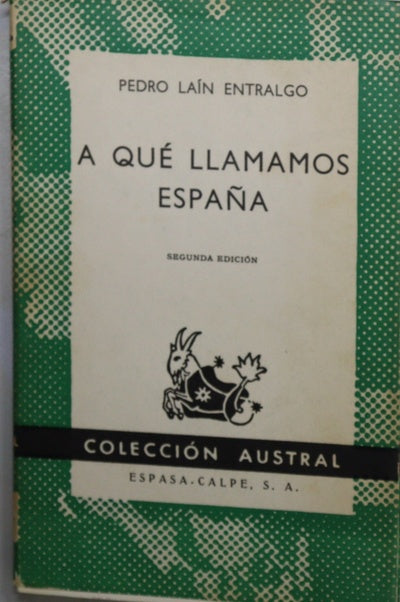 PEDRO LAÍN ENTRALGO
A QUÉ LLAMAMOS
ESPAÑA
SEGUNDA EDICIÓN
COLECCIÓN AUSTRAL
ESPASA-CALPE, S. A.